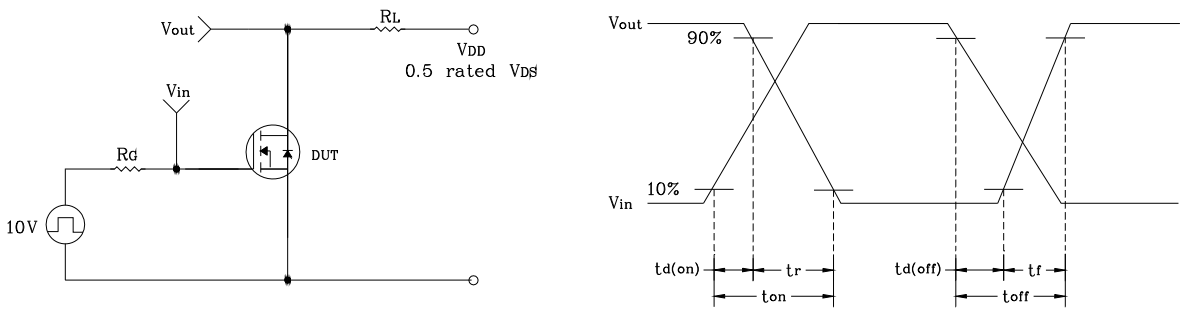 Vout
RL
VDD
0.5 rated VDS
Vin
RG
DUT
10V
Vout
90%
10%
Vin
td(on)
tr
td(off)
tf
ton
toff